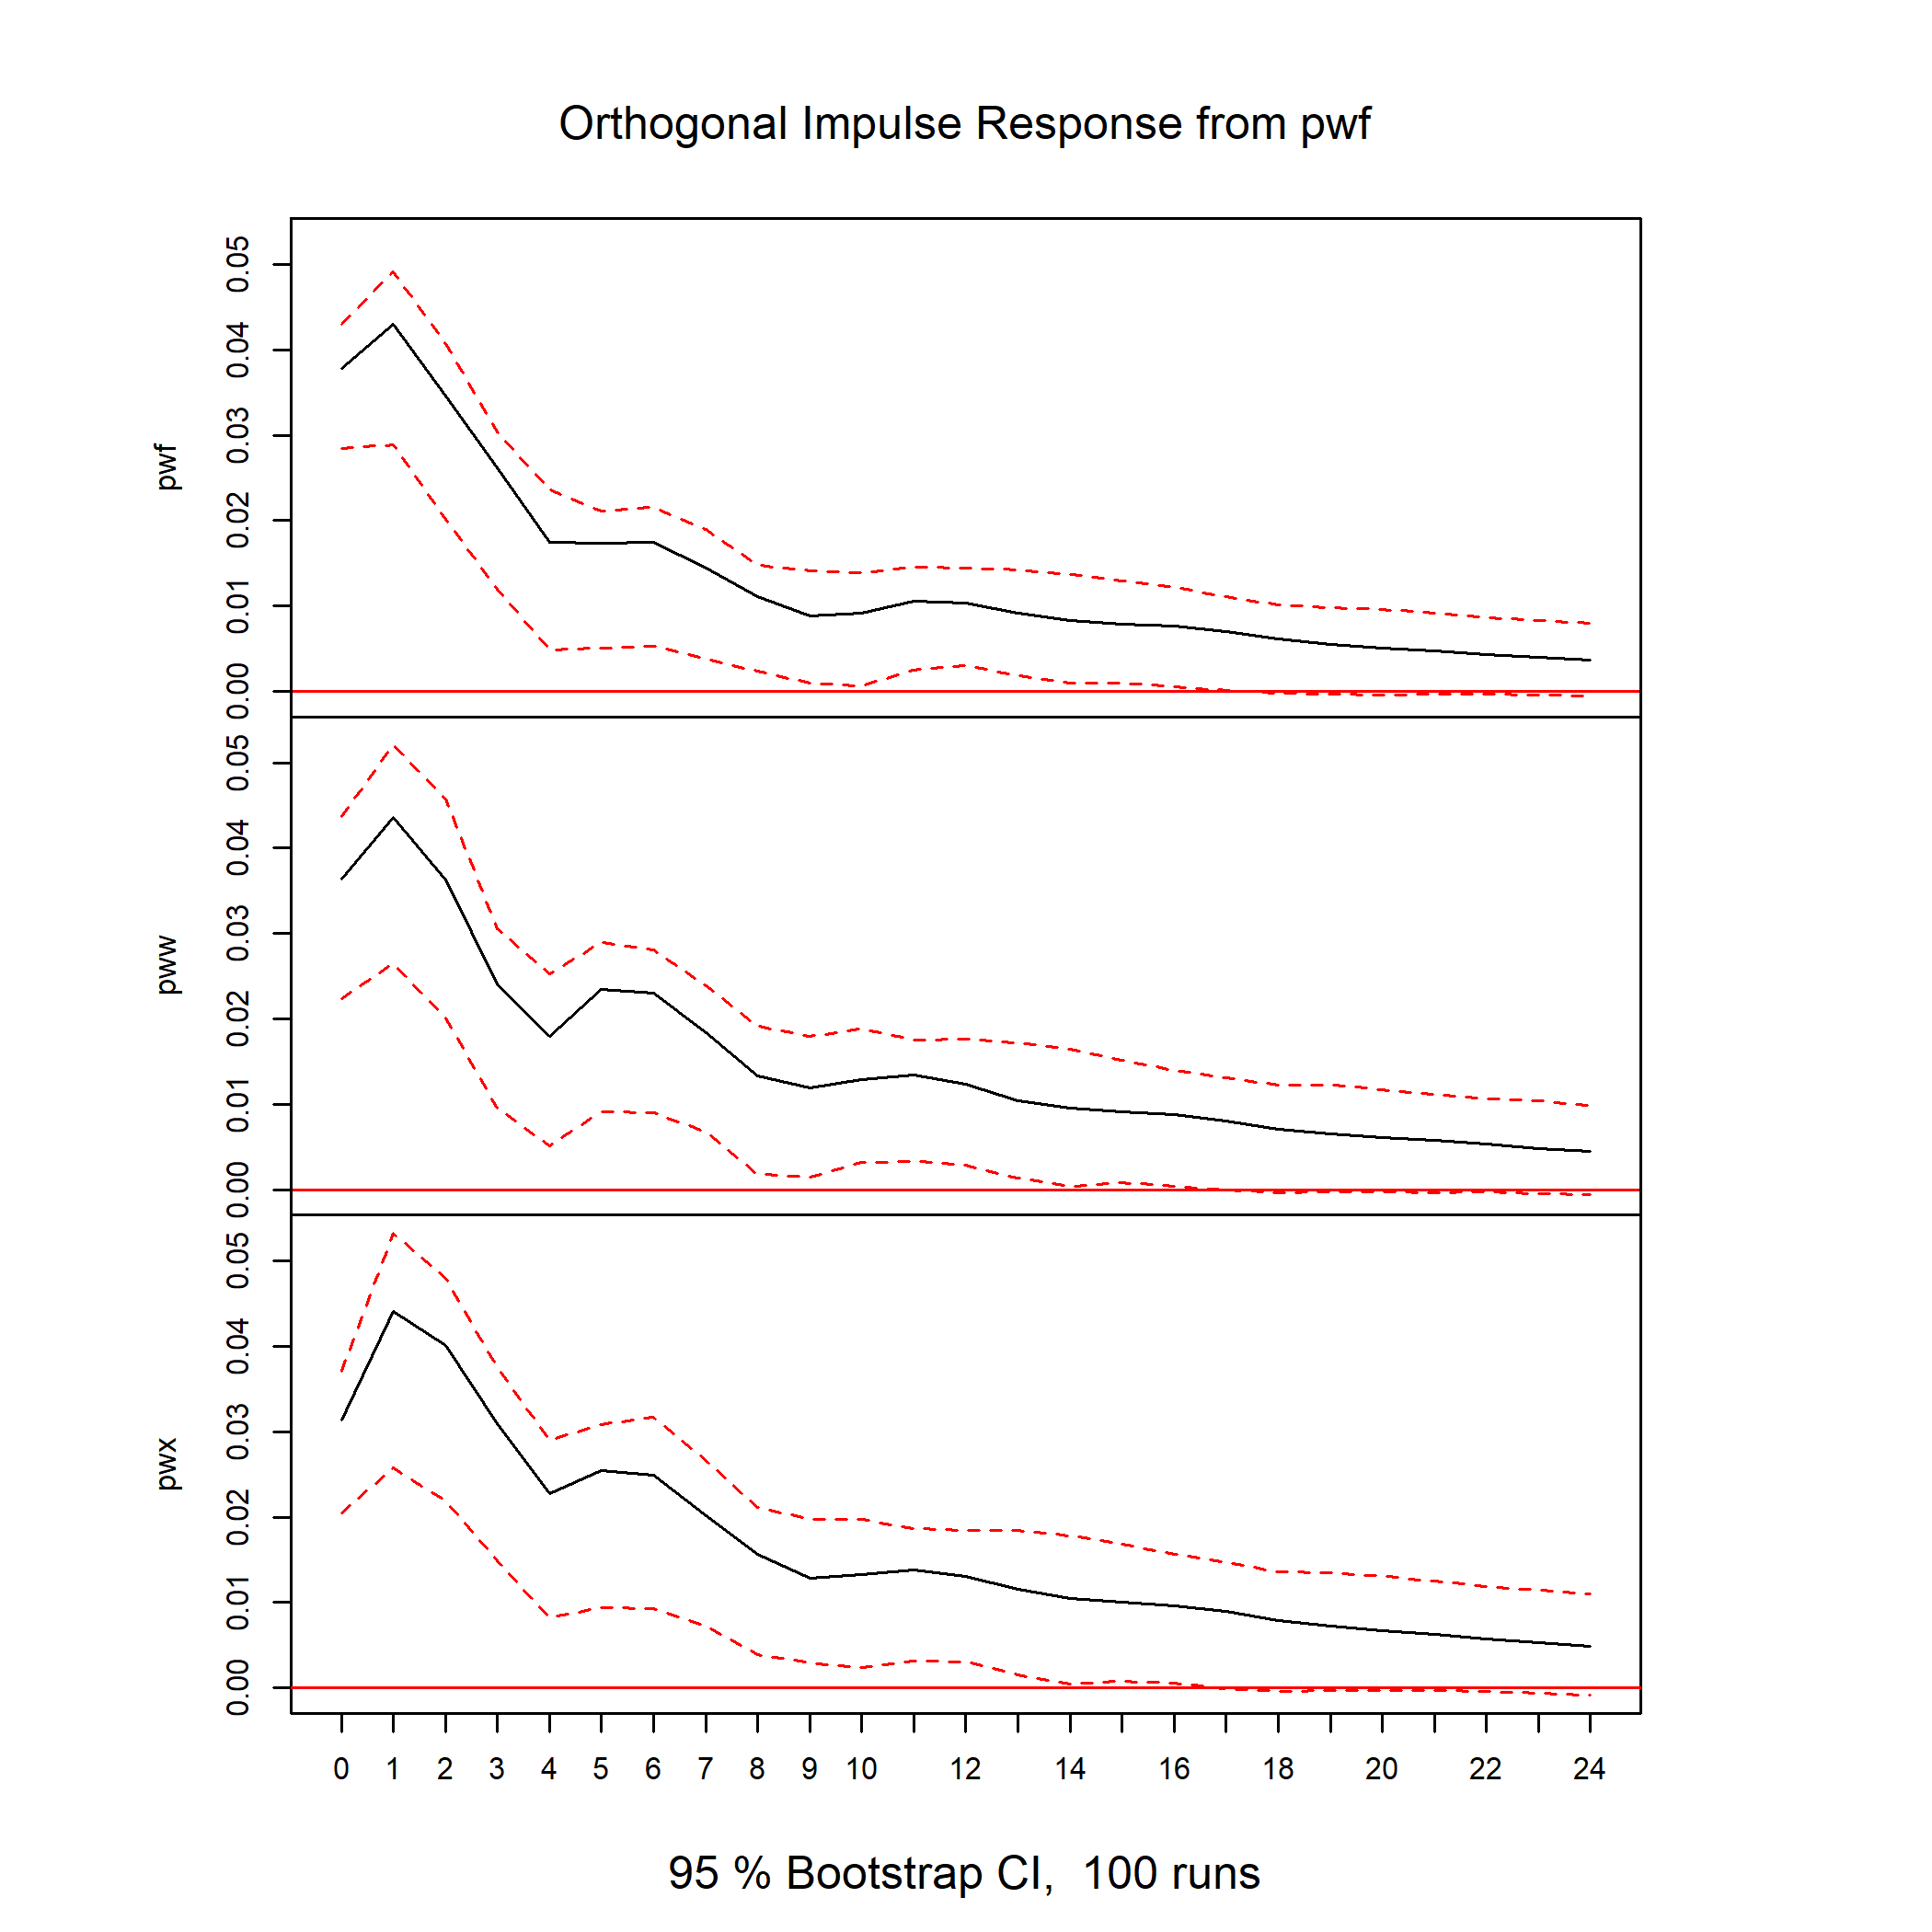 Orthogonal Impulse Response from pwf
pwf
0.00 0.01 0.02 0.03 0.04 0.05
pww
0.00 0.01 0.02 0.03 0.04 0.05
pwx
0.00 0.01 0.02 0.03 0.04 0.05
0 1 2 3 4 5 6 7 8 9 10 12 14 16 18 20 22 24
95 % Bootstrap CI,  100 runs